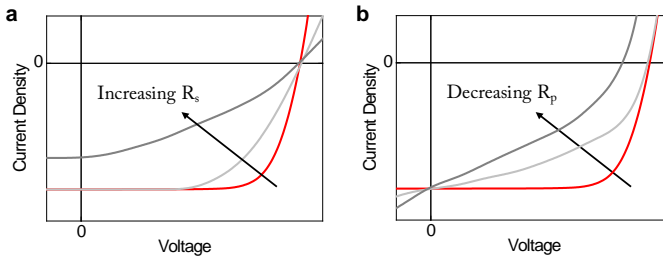 a
0
Increasing Rs
Current Density
0
Voltage
b
0
Decreasing Rp
Current Density
0
Voltage